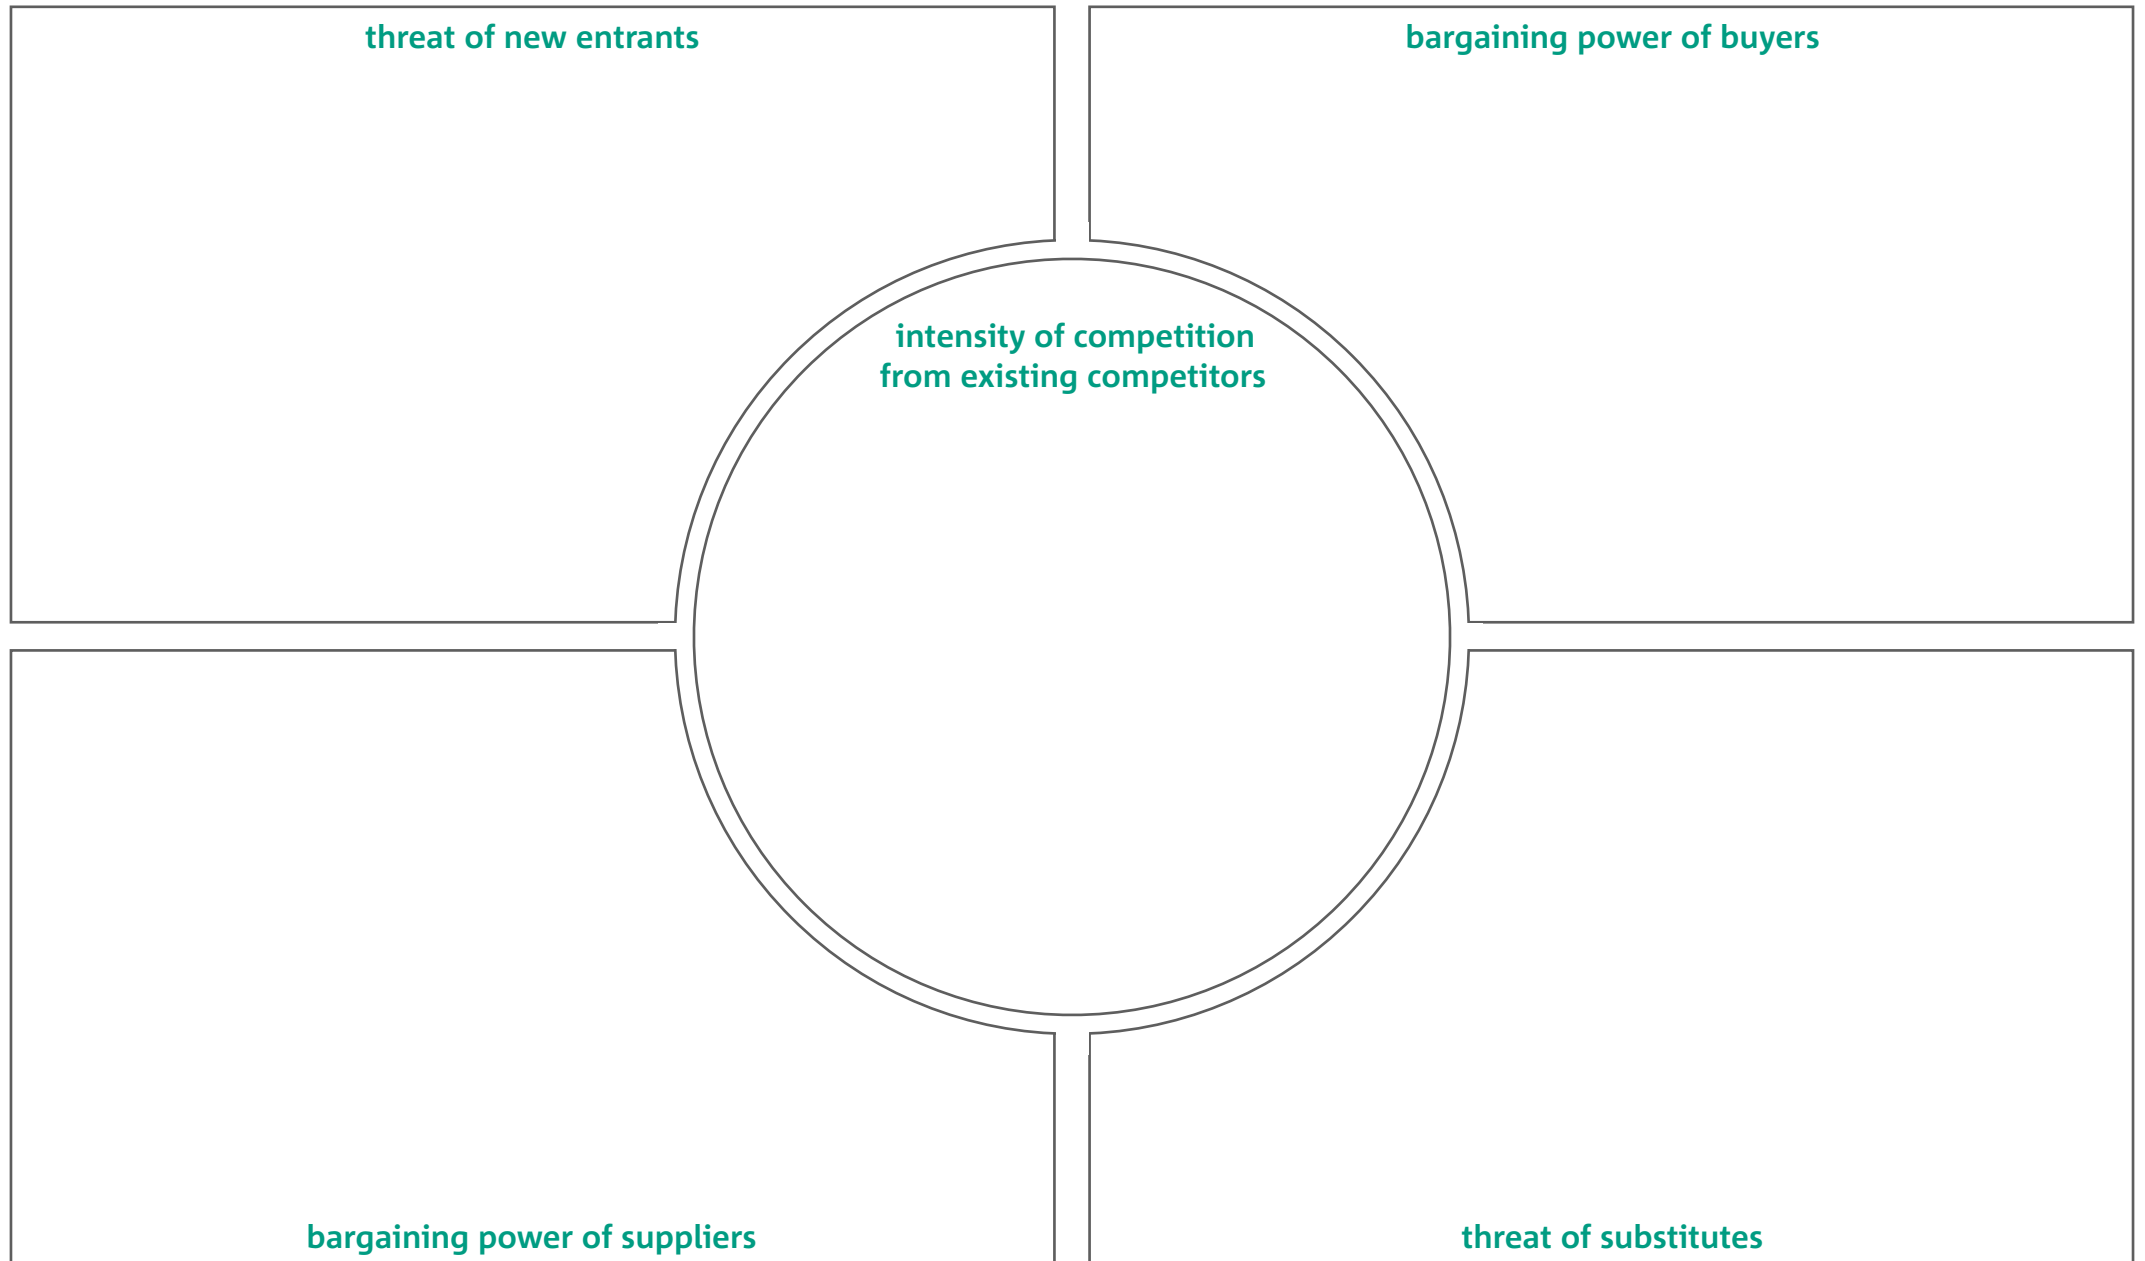 threat of new entrants
bargaining power of buyers
intensity of competition
from existing competitors
bargaining power of suppliers
threat of substitutes